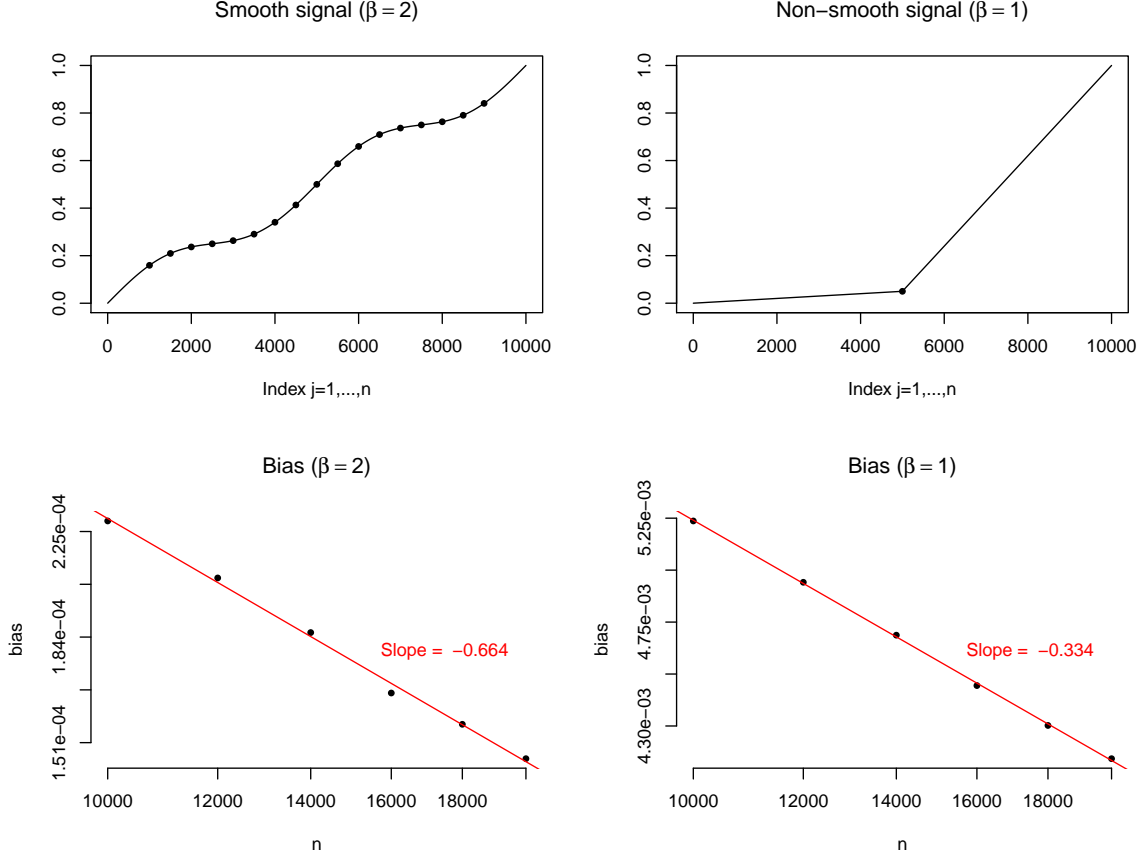 Smooth signal (β = 2)
0.0 0.2 0.4 0.6 0.8 1.0
0 2000 4000 6000 8000 10000
Index j=1,...,n
Non−smooth signal (β = 1)
0.0 0.2 0.4 0.6 0.8 1.0
0 2000 4000 6000 8000 10000
Index j=1,...,n
Bias (β = 2)
bias
1.51e−04 1.84e−04 2.25e−04
Slope = −0.664
10000 12000 14000 16000 18000
n
Bias (β = 1)
bias
4.30e−03 4.75e−03 5.25e−03
Slope = −0.334
10000 12000 14000 16000 18000
n